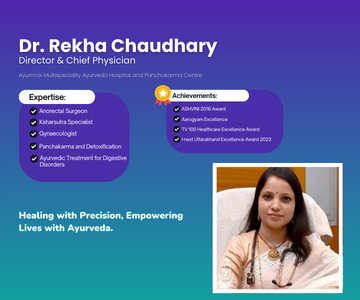 Dr. Rekha Chaudhary
Director & Chief Physician
Ayurmax Multispeciality Ayurveda Hospital and Panchakarma Centre
Expertise:
Anorectal Surgeon
Ksharsutra Specialist
Gynaecologist
Panchakarma and Detoxification
Ayurvedic Treatment for Digestive
Disorders
Achievements:
ASHVINI-2016 Award
Aarogyam Excellence
TV 100 Healthcare Excellence Award
I-next Uttarakhand Excellence Award 2023
Healing with Precision, Empowering
Lives with Ayurveda.